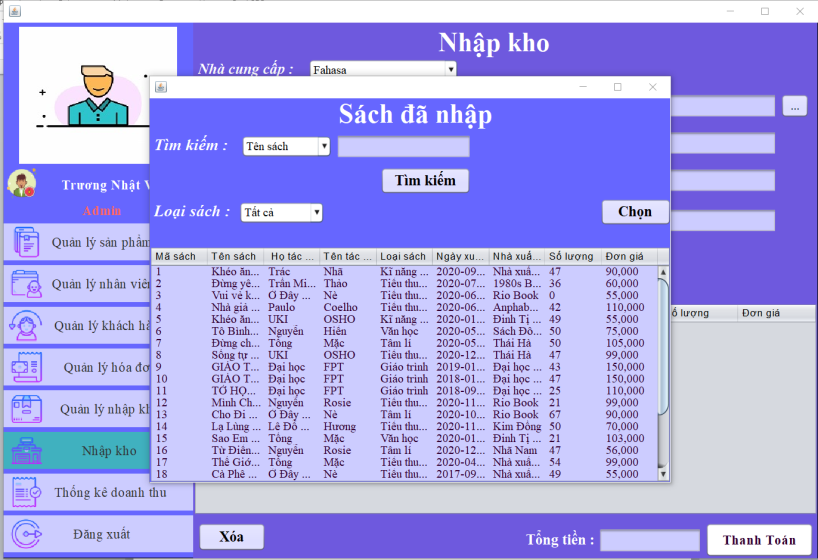 Nhập kho
Nhà cung cấp : Fahasa
...
Sách đã nhập
Tìm kiếm : Tên sách
Tìm kiếm
Loại sách : Tất cả
Chọn
Mã sách Tên sách Họ tác ... Tên tác ... Loại sách Ngày xu... Nhà xuấ... Số lượng Đơn giá
1 Khéo ăn... Trác Nhã Kĩ năng ... 2020-09... Nhà xuấ... 47 90,000
2 Đừng yê... Trần Mi... Thảo Tiểu thu... 2020-07... 1980s B... 36 60,000
3 Vui vẻ k... Ở Đây ... Nè Tiểu thu... 2020-06... Rio Book 0 55,000
4 Nhà giả ... Paulo Coelho Tiểu thu... 2020-06... Anphab... 42 110,000
5 Khéo ăn... UKI OSHO Kĩ năng ... 2020-01... Đinh Tị ... 49 55,000
6 Tô Bình... Nguyễn Hiên Văn học 2020-05... Sách Đô... 50 75,000
7 Đừng ch... Tống Mặc Tâm lí 2020-05... Thái Hà 50 105,000
8 Sống tự ... UKI OSHO Tiểu thu... 2020-12... Thái Hà 47 99,000
9 GIÁO T... Đại học FPT Giáo trình 2019-01... Đại học ... 43 150,000
10 GIÁO T... Đại học FPT Giáo trình 2018-01... Đại học ... 47 150,000
11 TỔ HỢ... Đại học FPT Giáo trình 2018-09... Đại học ... 25 110,000
12 Mình Ch... Nguyễn Rosie Tiểu thu... 2020-11... Rio Book 21 99,000
13 Cho Đi ... Ở Đây ... Nè Tâm lí 2020-10... Rio Book 67 90,000
14 Lạ Lùng ... Lê Đỗ ... Hương Tiểu thu... 2020-11... Kim Đồng 50 70,000
15 Sao Em ... Tống Mặc Văn học 2020-01... Đinh Tị ... 21 103,000
16 Từ Điển... Nguyễn Rosie Tâm lí 2020-12... Nhã Nam 47 56,000
17 Thế Giớ... Tống Mặc Tiểu thu... 2020-04... Nhà xuấ... 54 99,000
18 Cà Phê ... Ở Đây ... Nè Tiểu thu... 2017-09... Nhà xuấ... 49 55,000
ố lượng Đơn giá
Trương Nhật V
Admin
Quản lý sản phẩm
Quản lý nhân viên
Quản lý khách hà
Quản lý hóa đơ
Quản lý nhập kh
Nhập kho
Thống kê doanh thu
Đăng xuất
Xóa
Tổng tiền :
Thanh Toán